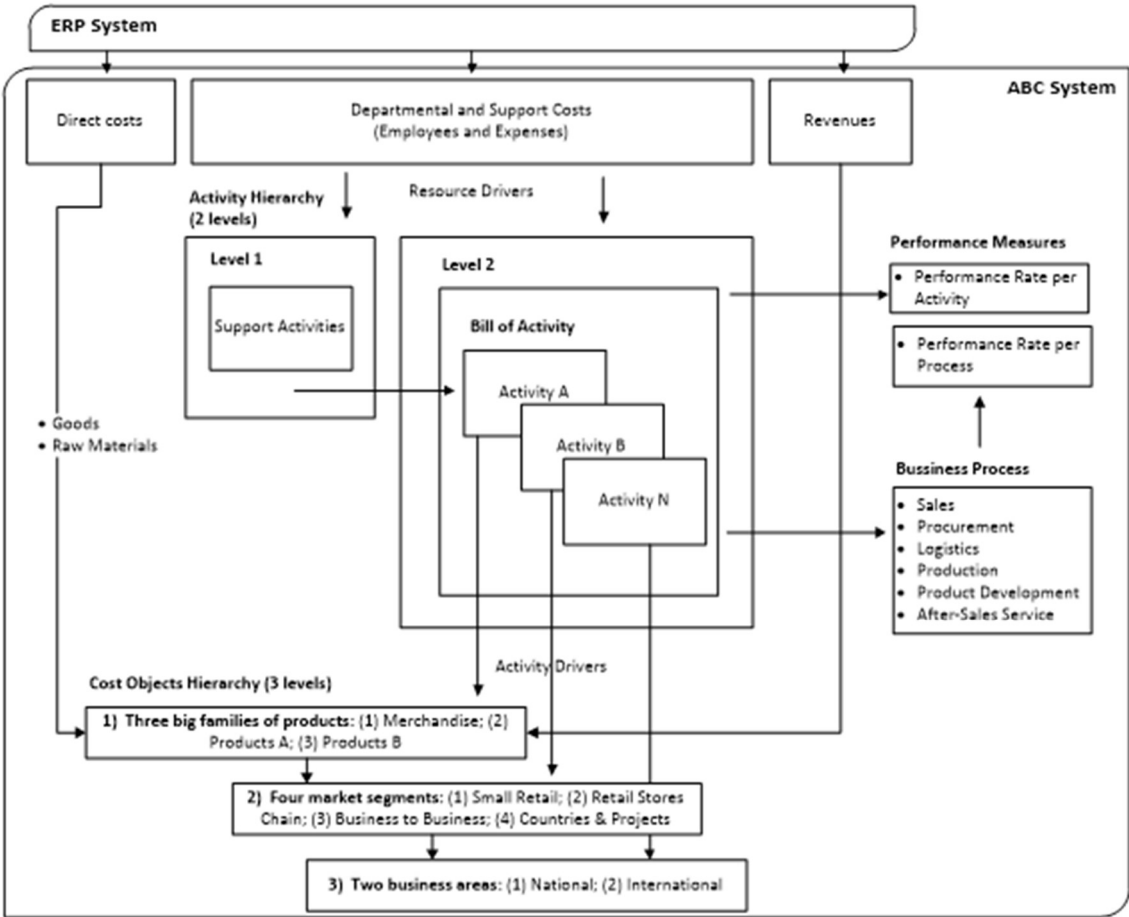 ERP System
ABC System
Direct costs
Departmental and Support Costs
(Employees and Expenses)
Revenues
Resource Drivers
Activity Hierarchy
(2 levels)
Level 1
Support Activities
Level 2
Bill of Activity
Activity A
Activity B
Activity N
Performance Measures
• Performance Rate per
Activity
• Performance Rate per
Process
Bussiness Process
• Sales
• Procurement
• Logistics
• Production
• Product Development
• After-Sales Service
• Goods
• Raw Materials
Activity Drivers
Cost Objects Hierarchy (3 levels)
1) Three big families of products: (1) Merchandise; (2)
Products A; (3) Products B
2) Four market segments: (1) Small Retail; (2) Retail Stores
Chain; (3) Business to Business; (4) Countries & Projects
3) Two business areas: (1) National; (2) International